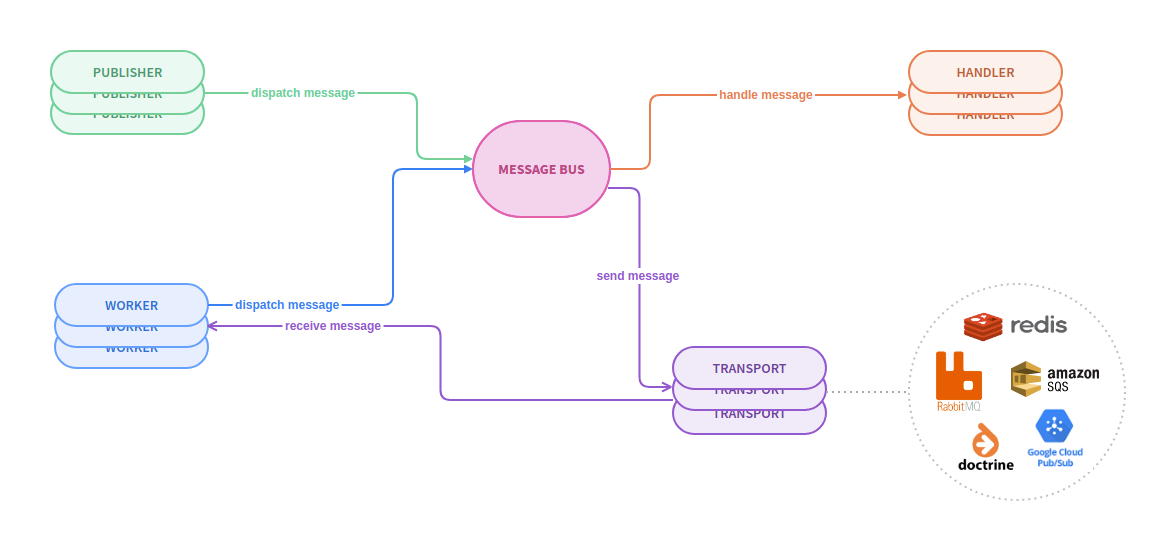 PUBLISHER
PUBLISHER
PUBLISHER
dispatch message
MESSAGE BUS
handle message
HANDLER
HANDLER
HANDLER
send message
WORKER
WORKER
WORKER
dispatch message
receive message
TRANSPORT
TRANSPORT
TRANSPORT
redis
RabbitMQ
amazon
SQS
doctrine
Google Cloud
Pub/Sub